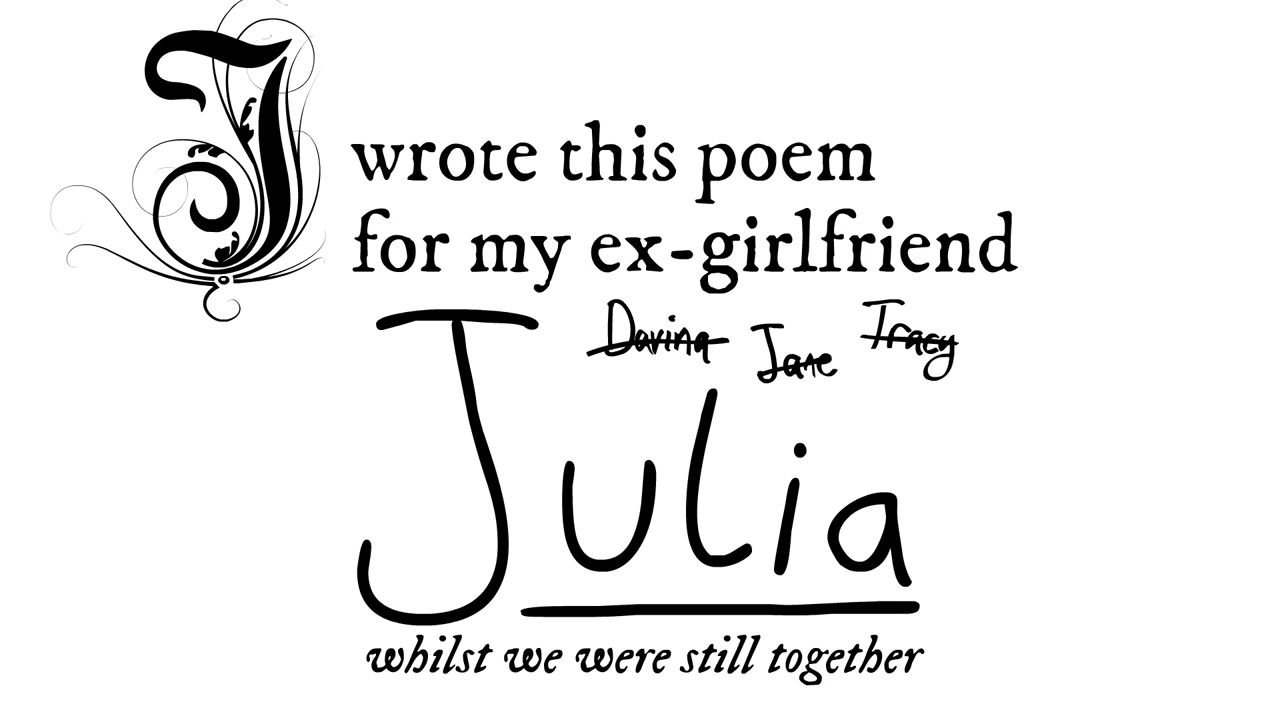 I wrote this poem
for my ex-girlfriend
Davina Jane Tracy
Julia
whilst we were still together